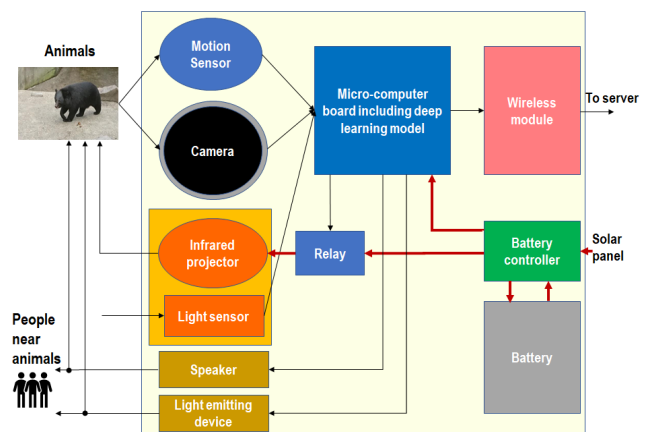 Animals
Motion
Sensor
Camera
Micro-computer
board including deep
learning model
Wireless
module
To server
Infrared
projector
Relay
Battery
controller
Solar
panel
Light sensor
People
near
animals
Battery
Speaker
Light emitting
device